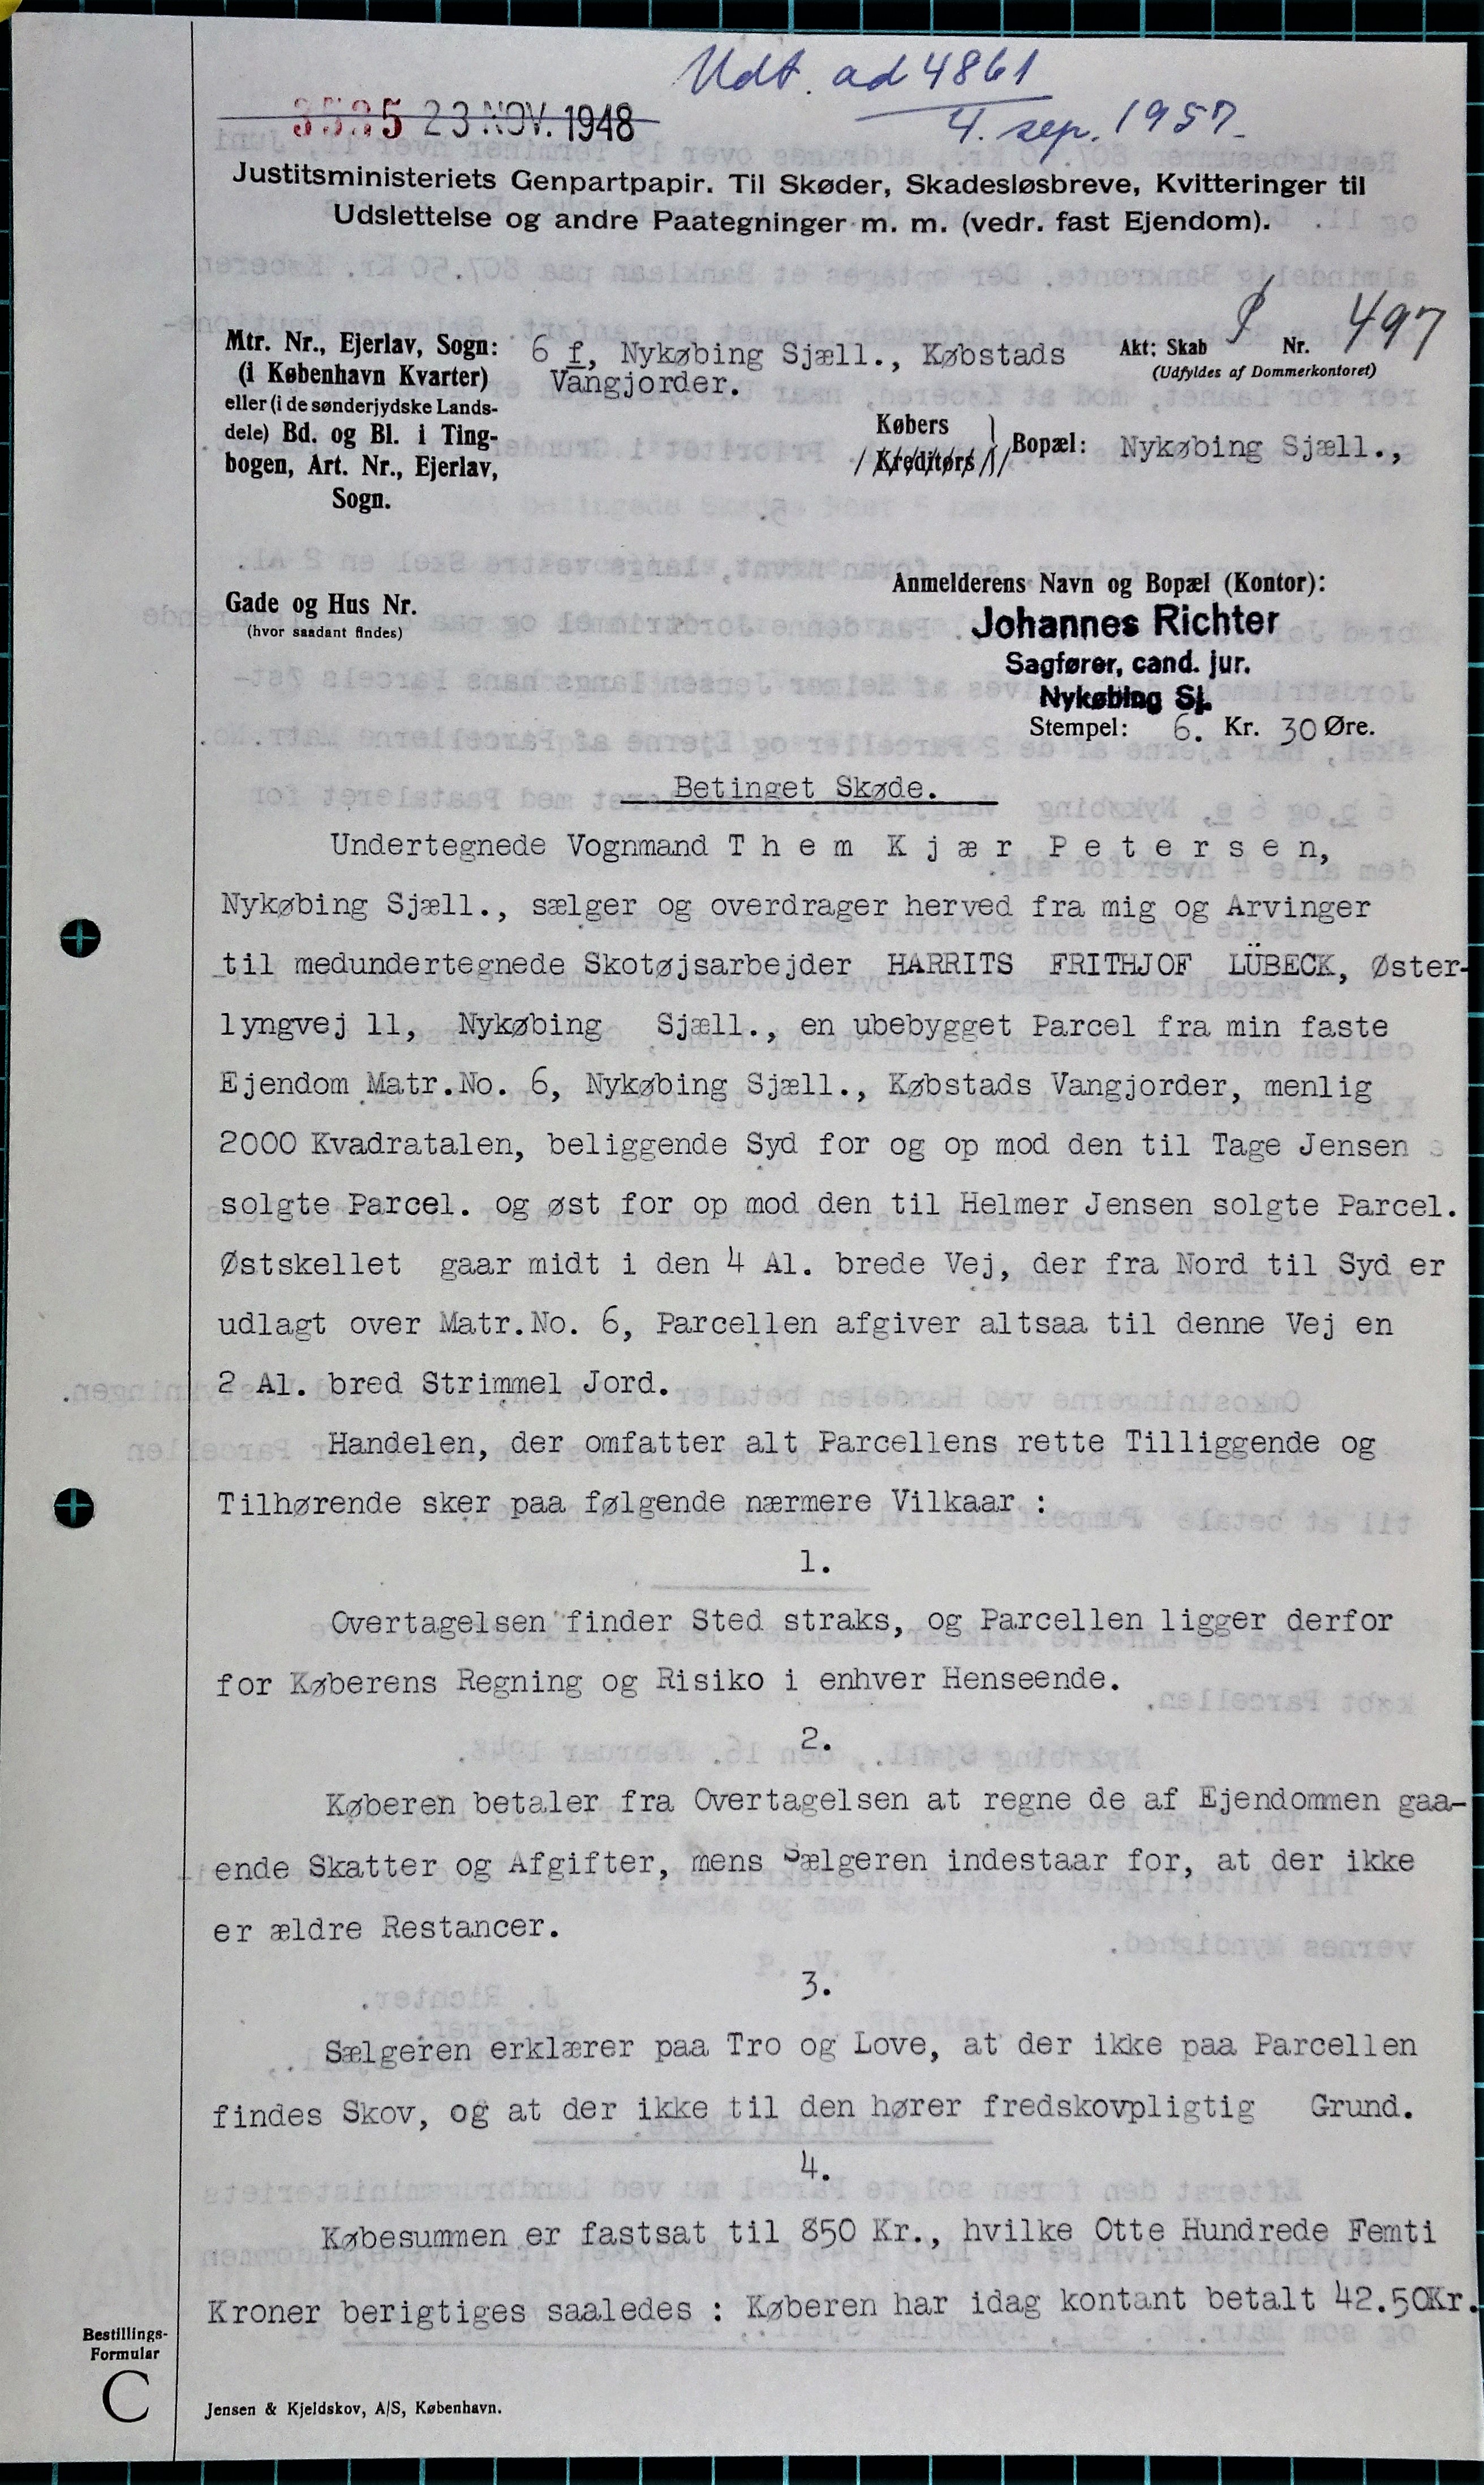 Udt. ad 4861
3535 23 NOV. 1948
4. sep. 1957.
Justitsministeriets Genpartpapir. Til Skøder, Skadesløsbreve, Kvitteringer til
Udslettelse og andre Paategninger m. m. (vedr. fast Ejendom).
Mtr. Nr., Ejerlav, Sogn:
(i København Kvarter)
eller (i de sønderjydske Lands-
dele) Bd. og Bl. i Ting-
bogen, Art. Nr., Ejerlav,
Sogn.
6 f, Nykøbing Sjæll., Købstads
Vangjorder.
Akt: Skab Nr. 497
(Udfyldes af Dommerkontoret)
Købers
Kreditørs
Bopæl: Nykøbing Sjæll.,
Gade og Hus Nr.
(hvor saadant findes)
Anmelderens Navn og Bopæl (Kontor):
Johannes Richter
Sagfører, cand. jur.
Nykøbing Sj.
Stempel: 6. Kr. 30 Øre.
Betinget Skøde.
Undertegnede Vognmand T h e m K j æ r P e t e r s e n,
Nykøbing Sjæll., sælger og overdrager herved fra mig og Arvinger
til medundertegnede Skotøjsarbejder HARRITS FRITHJOF LÜBECK, Øster-
lyngvej 11, Nykøbing Sjæll., en ubebygget Parcel fra min faste
Ejendom Matr.No. 6, Nykøbing Sjæll., Købstads Vangjorder, menlig
2000 Kvadratalen, beliggende Syd for og op mod den til Tage Jensen
solgte Parcel. og øst for op mod den til Helmer Jensen solgte Parcel.
Østskellet gaar midt i den 4 Al. brede Vej, der fra Nord til Syd er
udlagt over Matr.No. 6, Parcellen afgiver altsaa til denne Vej en
2 Al. bred Strimmel Jord.
Handelen, der omfatter alt Parcellens rette Tilliggende og
Tilhørende sker paa følgende nærmere Vilkaar :
1.
Overtagelsen finder Sted straks, og Parcellen ligger derfor
for Køberens Regning og Risiko i enhver Henseende.
2.
Køberen betaler fra Overtagelsen at regne de af Ejendommen gaa-
ende Skatter og Afgifter, mens Sælgeren indestaar for, at der ikke
er ældre Restancer.
3.
Sælgeren erklærer paa Tro og Love, at der ikke paa Parcellen
findes Skov, og at der ikke til den hører fredskovpligtig Grund.
4.
Købesummen er fastsat til 850 Kr., hvilke Otte Hundrede Femti
Kroner berigtiges saaledes : Køberen har idag kontant betalt 42.50Kr.
Bestillings-
Formular
C
Jensen & Kjeldskov, A/S, København.